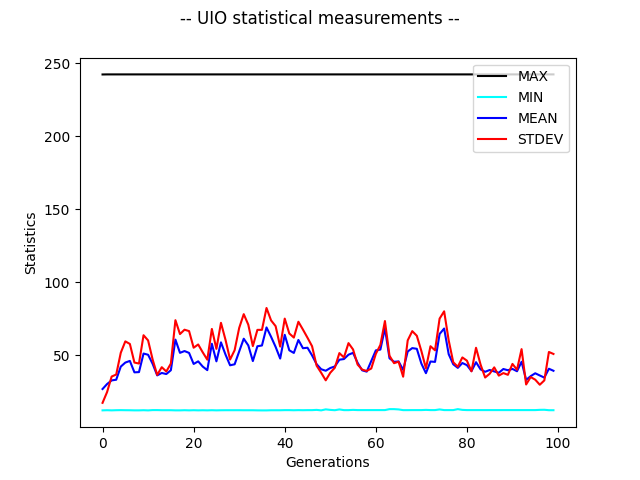 -- UIO statistical measurements --
250
200
150
100
50
Statistics
MAX
MIN
MEAN
STDEV
0 20 40 60 80 100
Generations